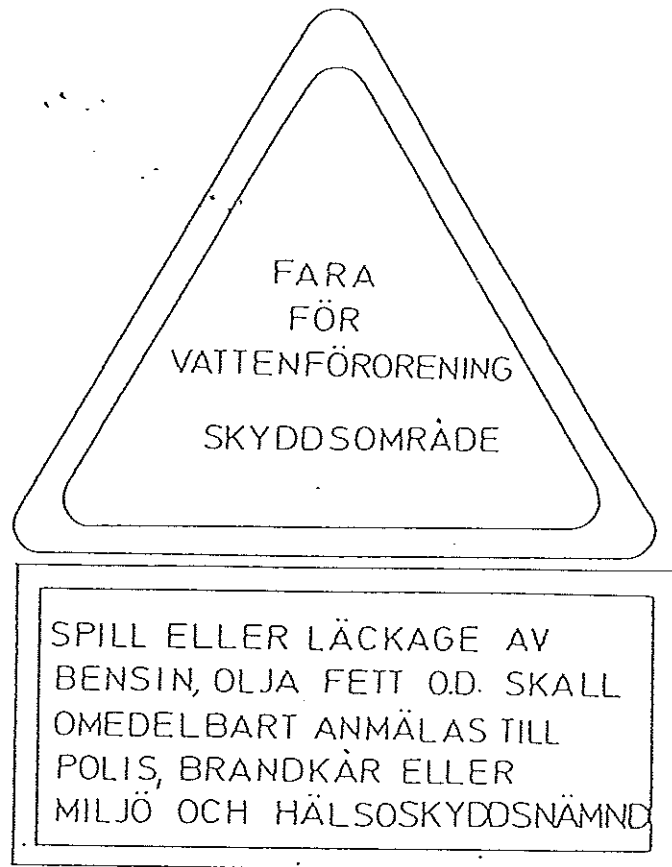 FARA
FÖR
VATTENFÖRORENING
SKYDDSOMRÅDE
SPILL ELLER LÄCKAGE AV
BENSIN, OLJA FETT O.D. SKALL
OMEDELBART ANMÄLAS TILL
POLIS, BRANDKÅR ELLER
MILJÖ OCH HÄLSOSKYDDSNÄMND